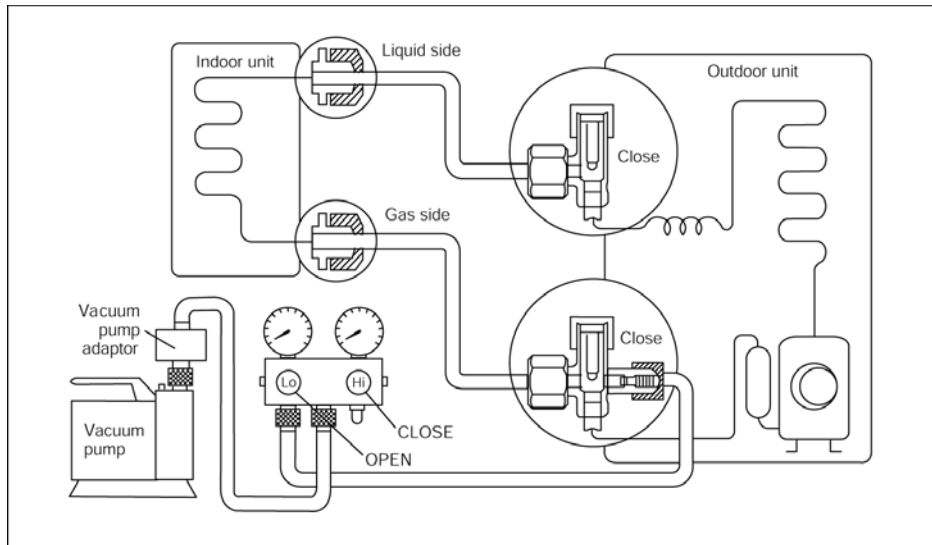 Liquid side
Indoor unit
Outdoor unit
Close
Gas side
Close
Vacuum
pump
adaptor
Lo
Hi
CLOSE
Vacuum
pump
OPEN